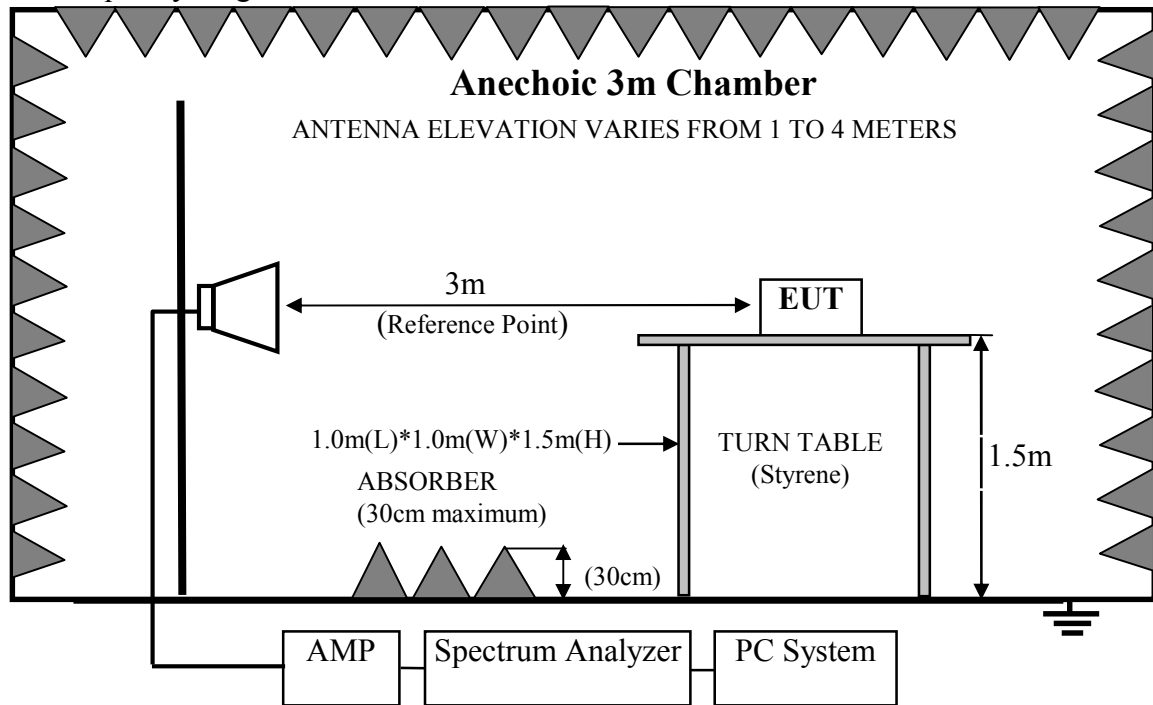 Anechoic 3m Chamber
ANTENNA ELEVATION VARIES FROM 1 TO 4 METERS
3m
(Reference Point)
EUT
1.0m(L)*1.0m(W)*1.5m(H)
TURN TABLE
(Styrene)
1.5m
ABSORBER
(30cm maximum)
(30cm)
AMP
Spectrum Analyzer
PC System